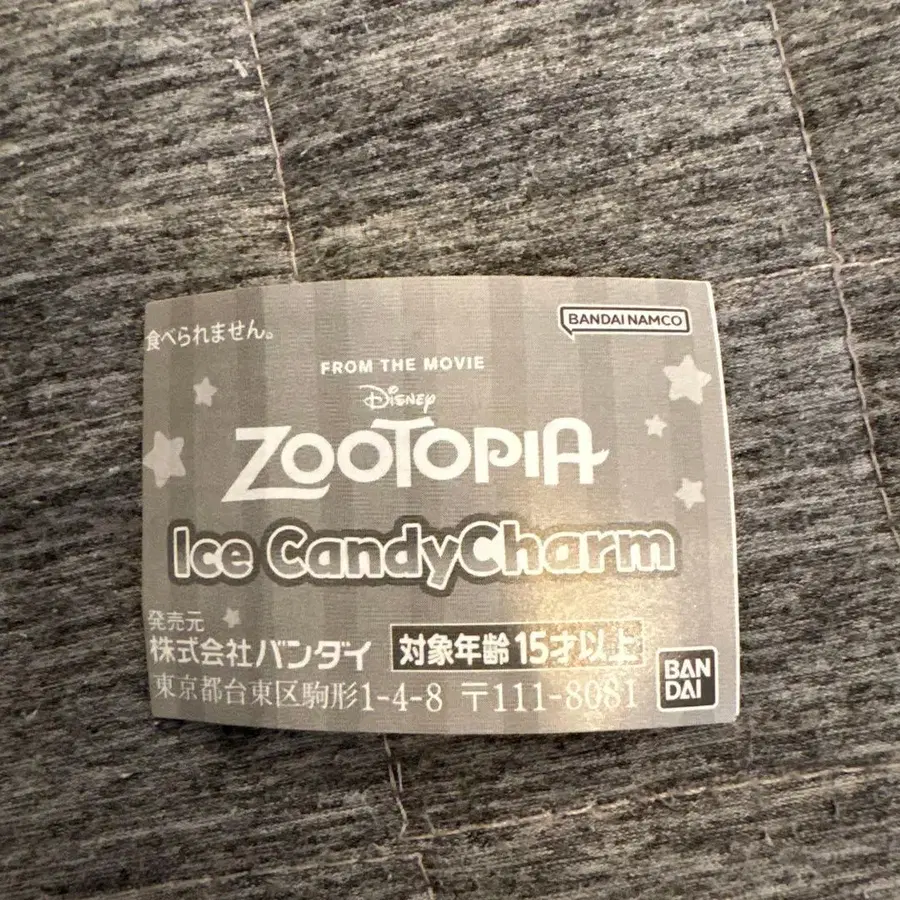 食べられません。
BANDAI NAMCO
FROM THE MOVIE
Disney
ZOOTOPIA
Ice CandyCharm
発売元
株式会社バンダイ 対象年齢15才以上
東京都台東区駒形1-4-8 〒111-8081
BAN
DAI